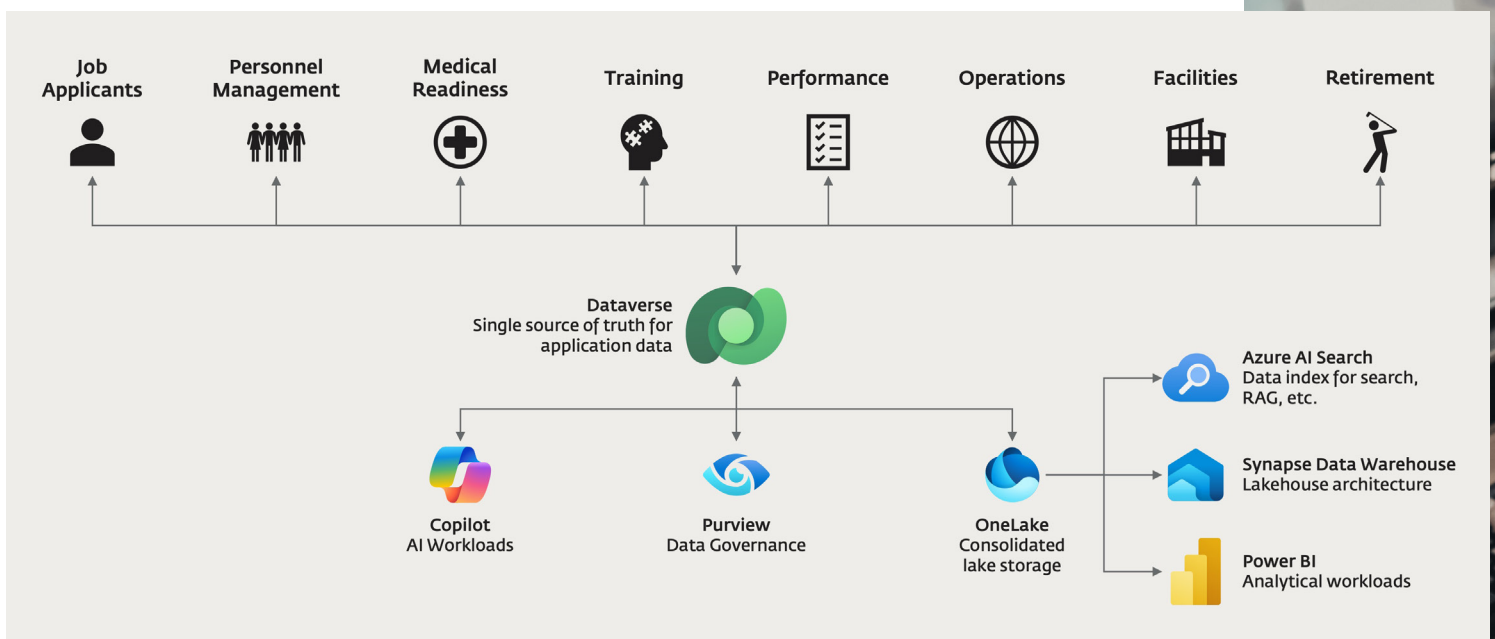 Job
Applicants
Personnel
Management
Medical
Readiness
Training
Performance
Operations
Facilities
Retirement
Dataverse
Single source of truth for
application data
Azure AI Search
Data index for search,
RAG, etc.
Synapse Data Warehouse
Lakehouse architecture
Copilot
AI Workloads
Purview
Data Governance
OneLake
Consolidated
lake storage
Power BI
Analytical workloads